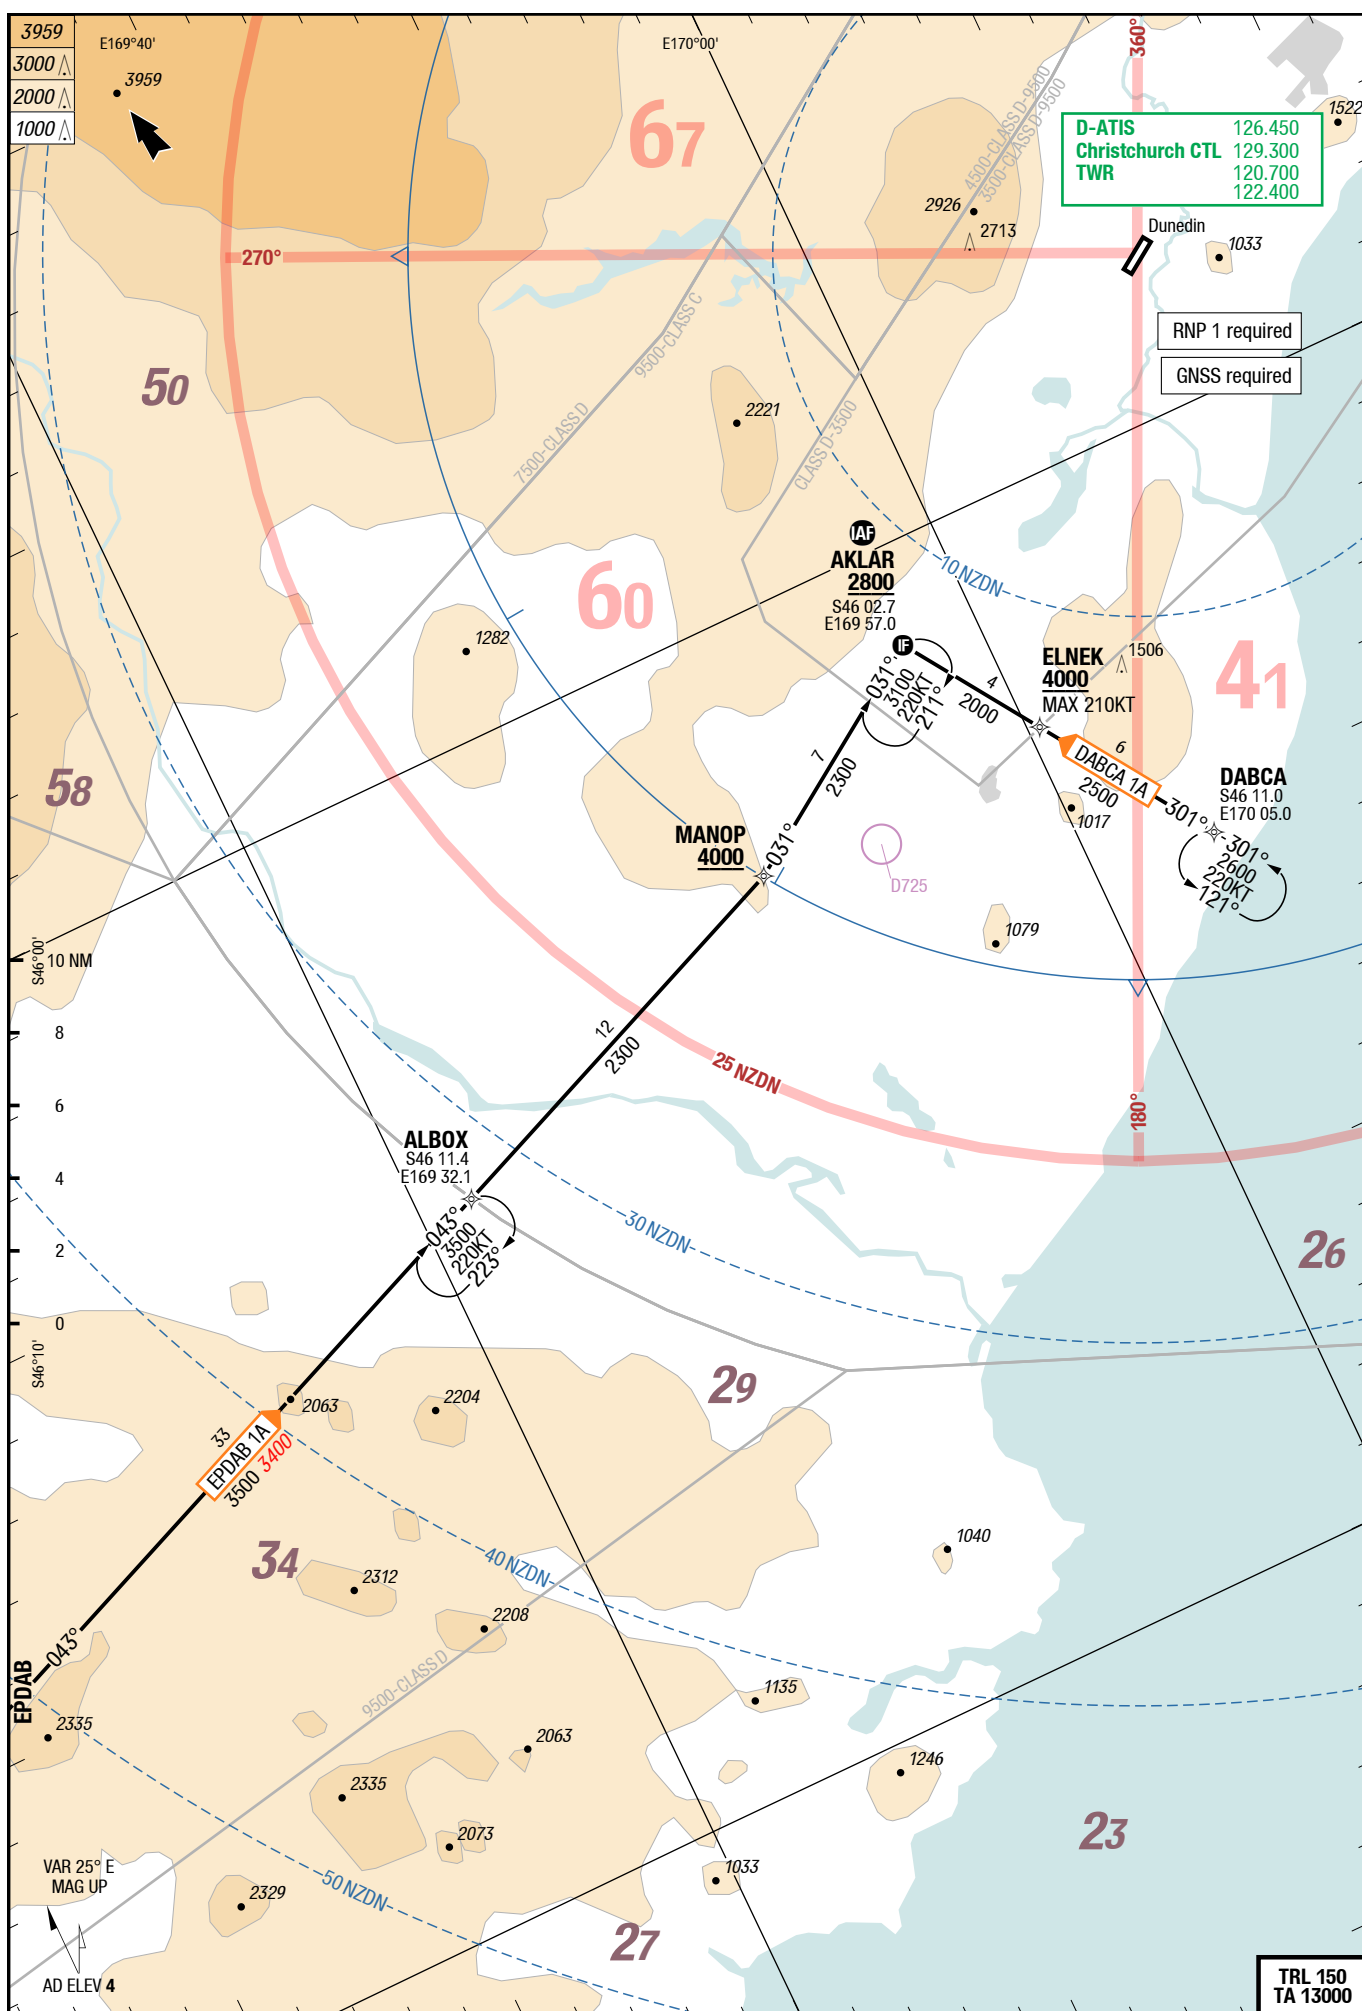 3959
3000
2000
1000
E169°40'
3959
E170°00'
67
360°
4500-CLASS D-9500
3500-CLASS D-9500
1522
D-ATIS 126.450
Christchurch CTL 129.300
TWR 120.700
122.400
2926
2713
Dunedin
1033
270°
RNP 1 required
GNSS required
50
9500-CLASS C
7500-CLASS D
2221
CLASS D-3500
IAF
AKLAR
2800
S46 02.7
E169 57.0
10 NZDN
60
1282
IF
031°
3100
220KT
211°
4
2000
ELNEK
4000
MAX 210KT
1506
41
6
DABCA 1A
2500
301°
DABCA
S46 11.0
E170 05.0
301°
2600
220KT
121°
1017
58
7
2300
MANOP
4000
031°
D725
1079
S46°00'
10 NM
8
6
4
2
0
12
2300
25 NZDN
180°
ALBOX
S46 11.4
E169 32.1
043°
3500
220KT
223°
30 NZDN
26
S46°10'
29
2063
2204
33
EPDAB 1A
3500 3400
34
40 NZDN
1040
2312
2208
043°
EPDAB
9500-CLASS D
2335
1135
2063
1246
2335
2073
23
50 NZDN
1033
VAR 25° E
MAG UP
2329
27
AD ELEV 4
TRL 150
TA 13000